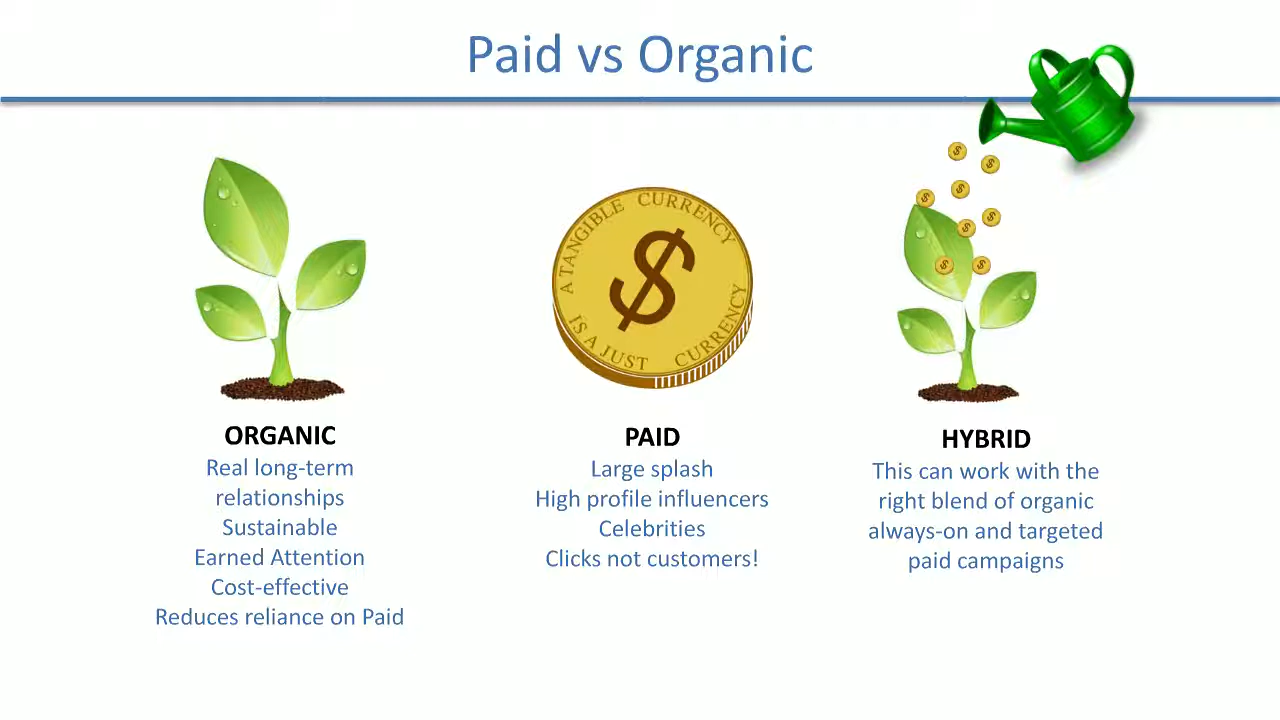 Paid vs Organic
A TANGIBLE CURRENCY
IS A JUST CURRENCY
$
$
$
$
$
$
$
$
$
ORGANIC
Real long-term
relationships
Sustainable
Earned Attention
Cost-effective
Reduces reliance on Paid
PAID
Large splash
High profile influencers
Celebrities
Clicks not customers!
HYBRID
This can work with the
right blend of organic
always-on and targeted
paid campaigns